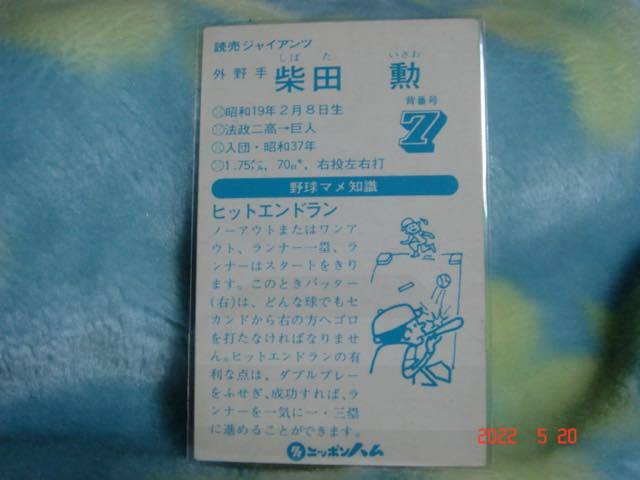 読売ジャイアンツ
しばた いさお
外野手 柴田 勲
背番号
7
昭和19年2月8日生
法政二高→巨人
入団・昭和37年
1.75メートル、70キロ、右投左右打
野球マメ知識
ヒットエンドラン
ノーアウトまたはワンア
ウト、ランナー一塁、ラ
ンナーはスタートをきり
ます。このときバッター
(右)は、どんな球でもセ
カンドから右の方へゴロ
を打たなければなりませ
ん。ヒットエンドランの有
利な点は、ダブルプレー
をふせぎ、成功すれば、ラ
ンナーを一気に一・三塁
に進めることができます。
ニッポンハム
2022 5 20